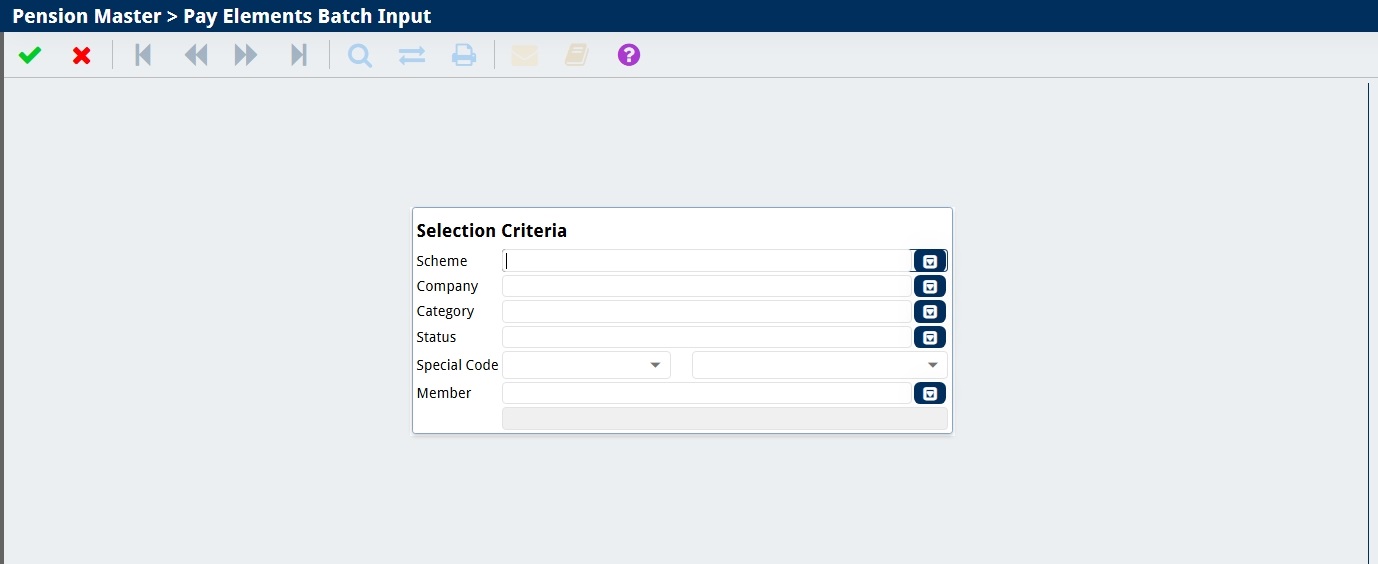 Pension Master > Pay Elements Batch Input
?
Selection Criteria
Scheme
Company
Category
Status
Special Code
Member